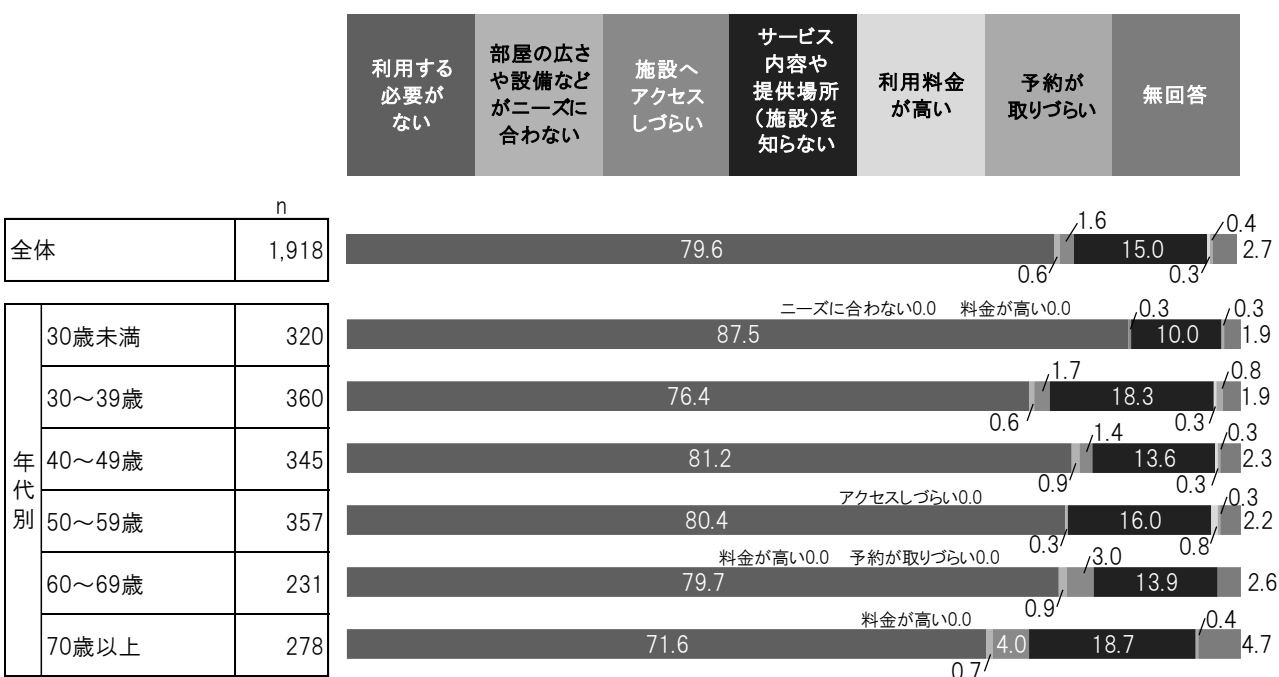 利用する
必要が
ない
部屋の広さ
や設備など
がニーズに
合わない
施設へ
アクセス
しづらい
サービス
内容や
提供場所
（施設）を
知らない
利用料金
が高い
予約が
取りづらい
無回答
n
全体 1,918 79.6 0.6 1.6 15.0 0.3 0.4 2.7
年代別
ニーズに合わない0.0 料金が高い0.0
30歳未満 320 87.5 0.3 10.0 0.3 1.9
30～39歳 360 76.4 0.6 1.7 18.3 0.3 0.8 1.9
40～49歳 345 81.2 0.9 1.4 13.6 0.3 0.3 2.3
アクセスしづらい0.0
50～59歳 357 80.4 0.3 16.0 0.8 0.3 2.2
料金が高い0.0 予約が取りづらい0.0
60～69歳 231 79.7 0.9 3.0 13.9 2.6
料金が高い0.0
70歳以上 278 71.6 0.7 4.0 18.7 0.4 4.7